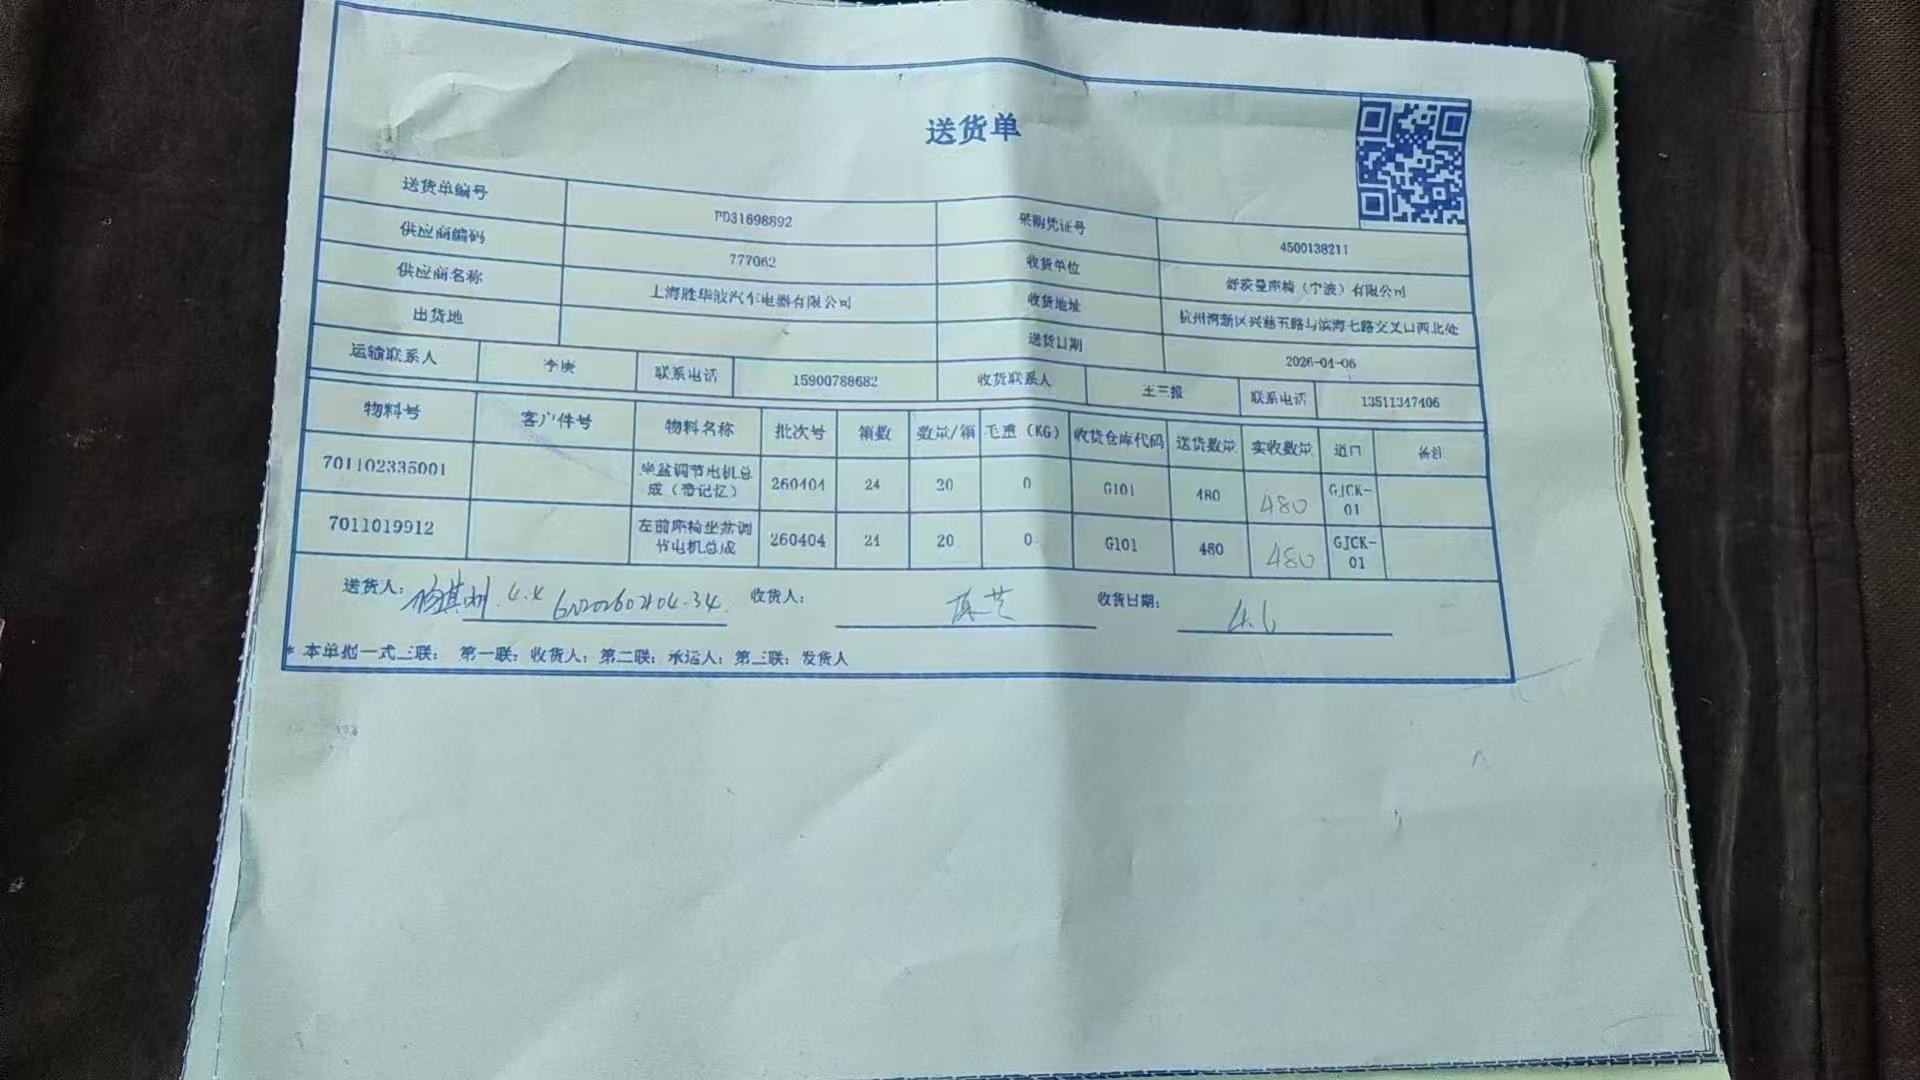 送货单
送货单编号 PD31698892 采购凭证号 4500138211
供应商编码 777062 收货单位 舒茨曼座椅（宁波）有限公司
供应商名称 上海胜华波汽车电器有限公司 收货地址 杭州湾新区兴慈五路与滨海七路交叉口西北处
出货地 送货日期 2026-04-06
运输联系人 李庚 联系电话 15900788682 收货联系人 王三报 联系电话 13511347406
物料号 客户件号 物料名称 批次号 箱数 数量/箱 毛重（KG） 收货仓库代码 送货数量 实收数量 道口 备注
701102335001 坐盆调节电机总成（带记忆） 260404 24 20 0 G101 480 480 GJCK-01
7011019912 左前座椅坐盆调节电机总成 260404 24 20 0 G101 480 480 GJCK-01
送货人： 4.4 收货人： 收货日期： 4.6
* 本单据一式三联： 第一联：收货人；第二联：承运人；第三联：发货人